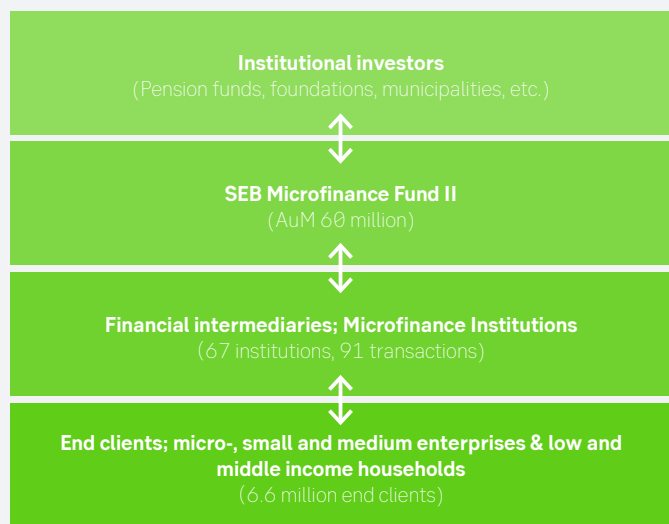 Institutional investors
(Pension funds, foundations, municipalities, etc.)
SEB Microfinance Fund II
(AuM 60 million)
Financial intermediaries; Microfinance Institutions
(67 institutions, 91 transactions)
End clients; micro-, small and medium enterprises & low and
middle income households
(6.6 million end clients)